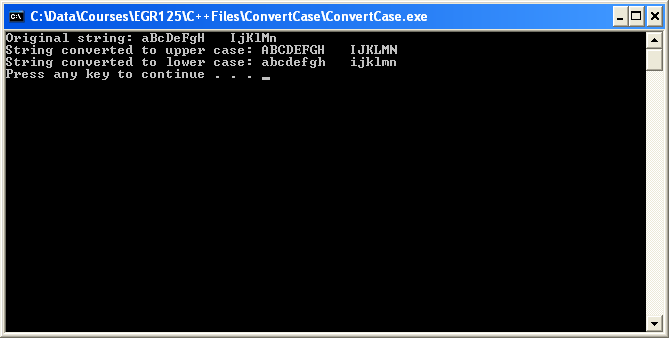 C:\Data\Courses\EGR125\C++Files\ConvertCase\ConvertCase.exe
Original string: aBcDeFgH   IjKlMn
String converted to upper case: ABCDEFGH   IJKLMN
String converted to lower case: abcdefgh   ijklmn
Press any key to continue . . . _